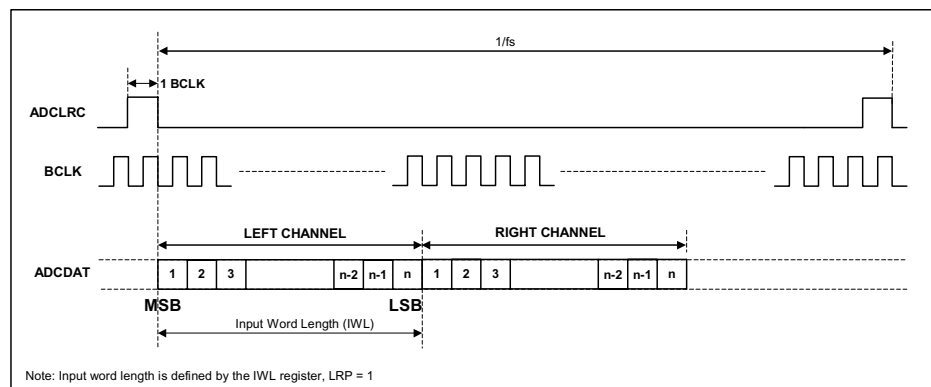 1/fs
1 BCLK
ADCLRC
BCLK
LEFT CHANNEL RIGHT CHANNEL
ADCDAT 1 2 3 n-2 n-1 n 1 2 3 n-2 n-1 n
MSB LSB
Input Word Length (IWL)
Note: Input word length is defined by the IWL register, LRP = 1